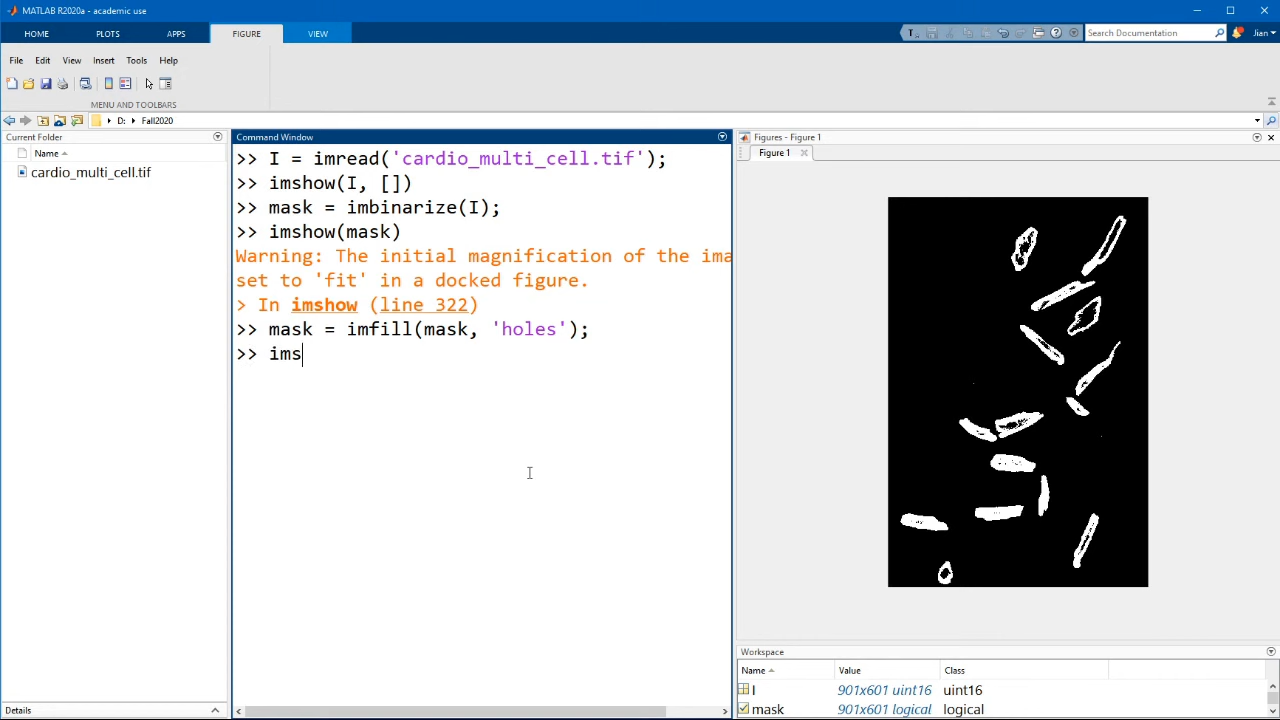 MATLAB R2020a - academic use
HOME PLOTS APPS FIGURE VIEW
Search Documentation
Jian
File Edit View Insert Tools Help
MENU AND TOOLBARS
D: Fall2020
Current Folder
Name
cardio_multi_cell.tif
Details
Command Window
>> I = imread('cardio_multi_cell.tif');
>> imshow(I, [])
>> mask = imbinarize(I);
>> imshow(mask)
Warning: The initial magnification of the ima
set to 'fit' in a docked figure.
> In imshow (line 322)
>> mask = imfill(mask, 'holes');
>> ims
Figures - Figure 1
Figure 1
Workspace
Name Value Class
I 901x601 uint16 uint16
mask 901x601 logical logical